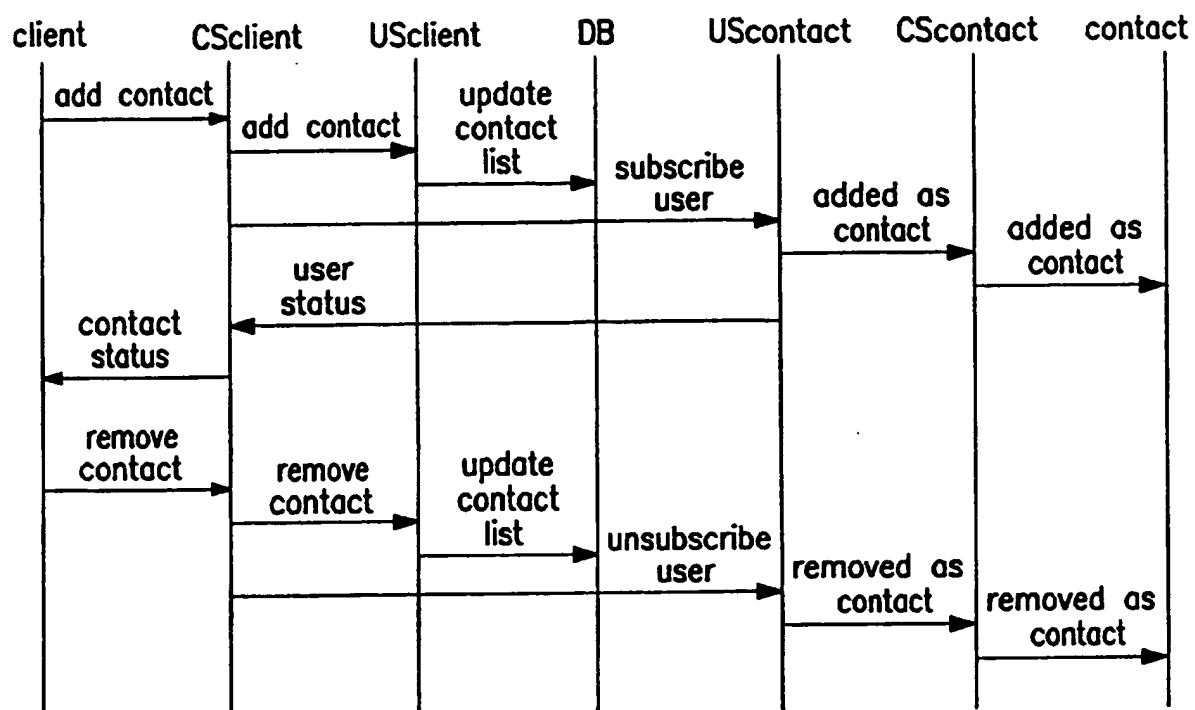 client CSclient USclient DB UScontact CScontact contact
add contact
add contact
update
contact
list
subscribe
user
added as
contact
added as
contact
user
status
contact
status
remove
contact
remove
contact
update
contact
list
unsubscribe
user
removed as
contact
removed as
contact